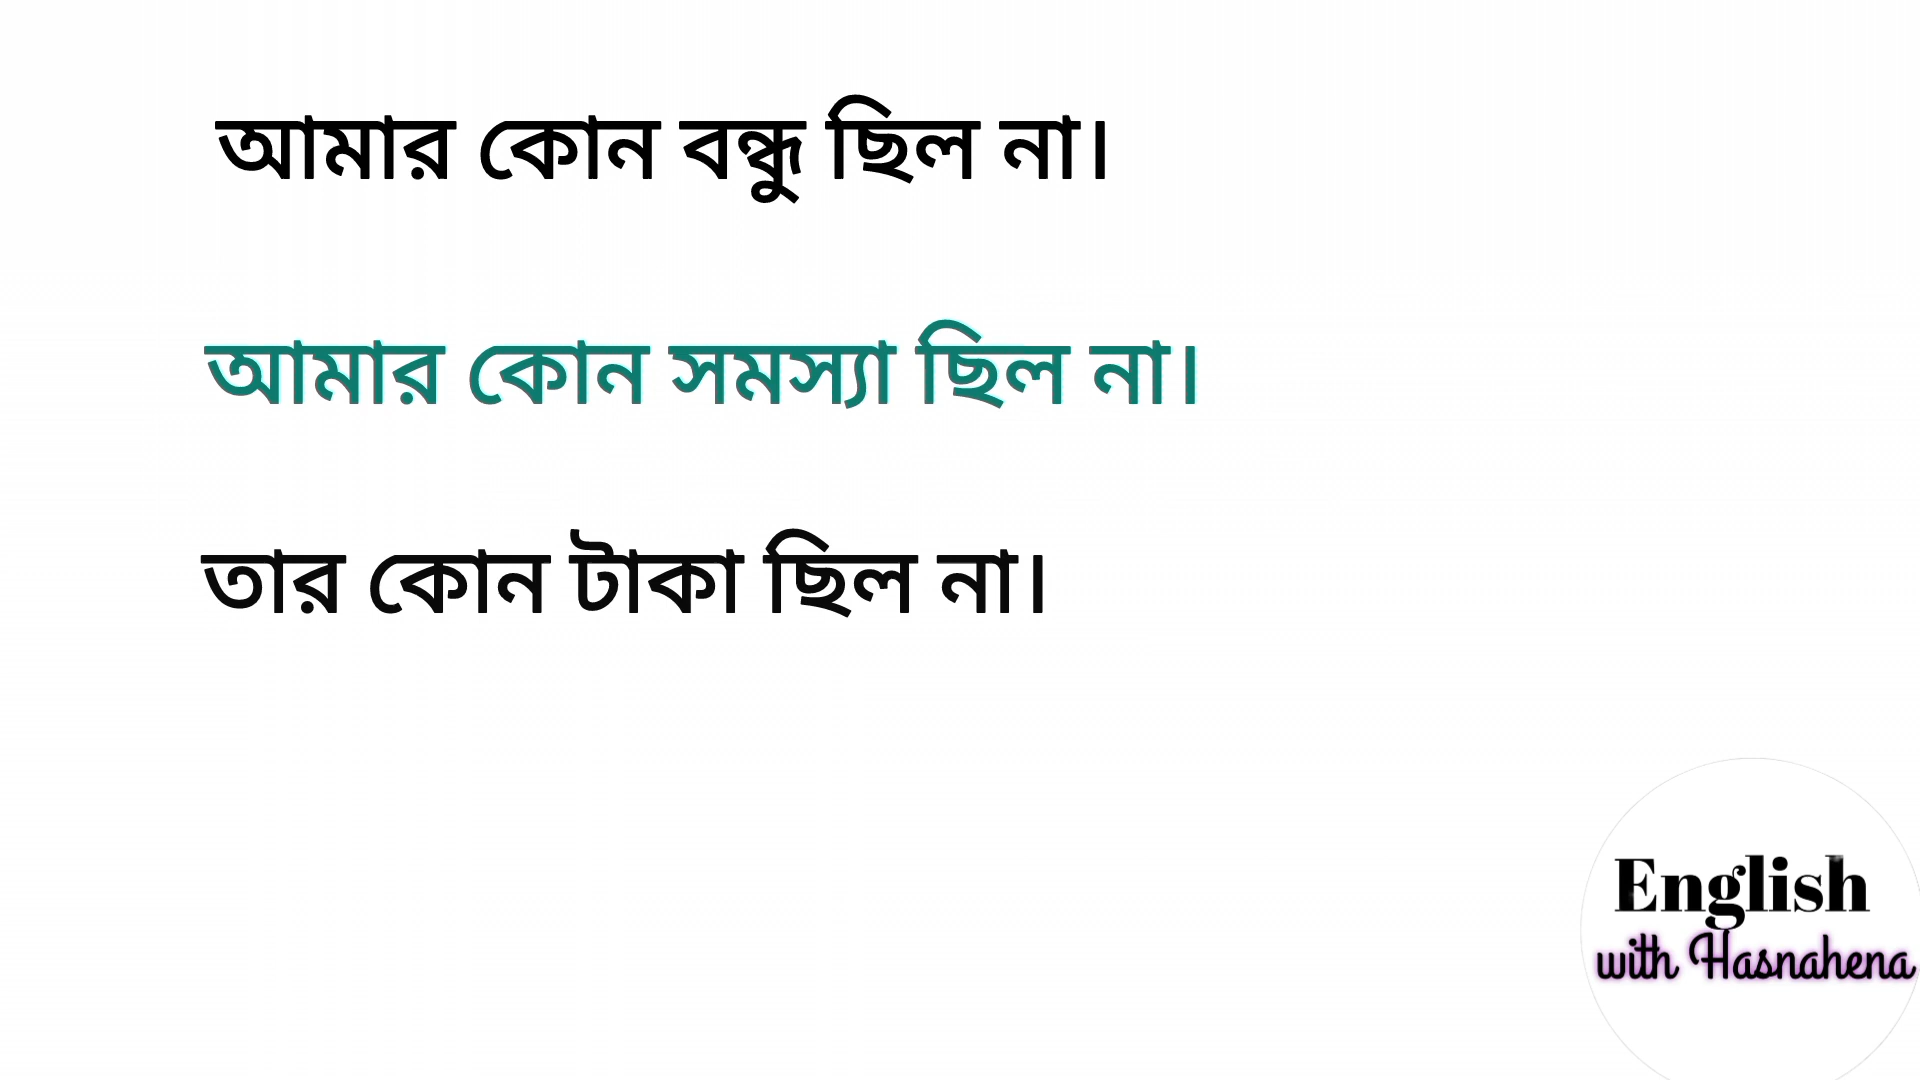 আমার কোন বন্ধু ছিল না।
আমার কোন সমস্যা ছিল না।
তার কোন টাকা ছিল না।
English
with Hasnahena